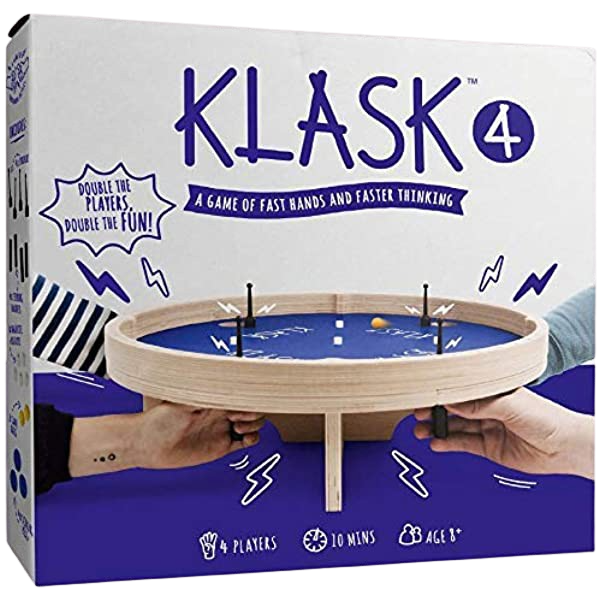 KLASK™ 4
A GAME OF FAST HANDS AND FASTER THINKING
DOUBLE THE
PLAYERS,
DOUBLE THE FUN!
KLASK
4 PLAYERS
10 MINS
AGE 8+